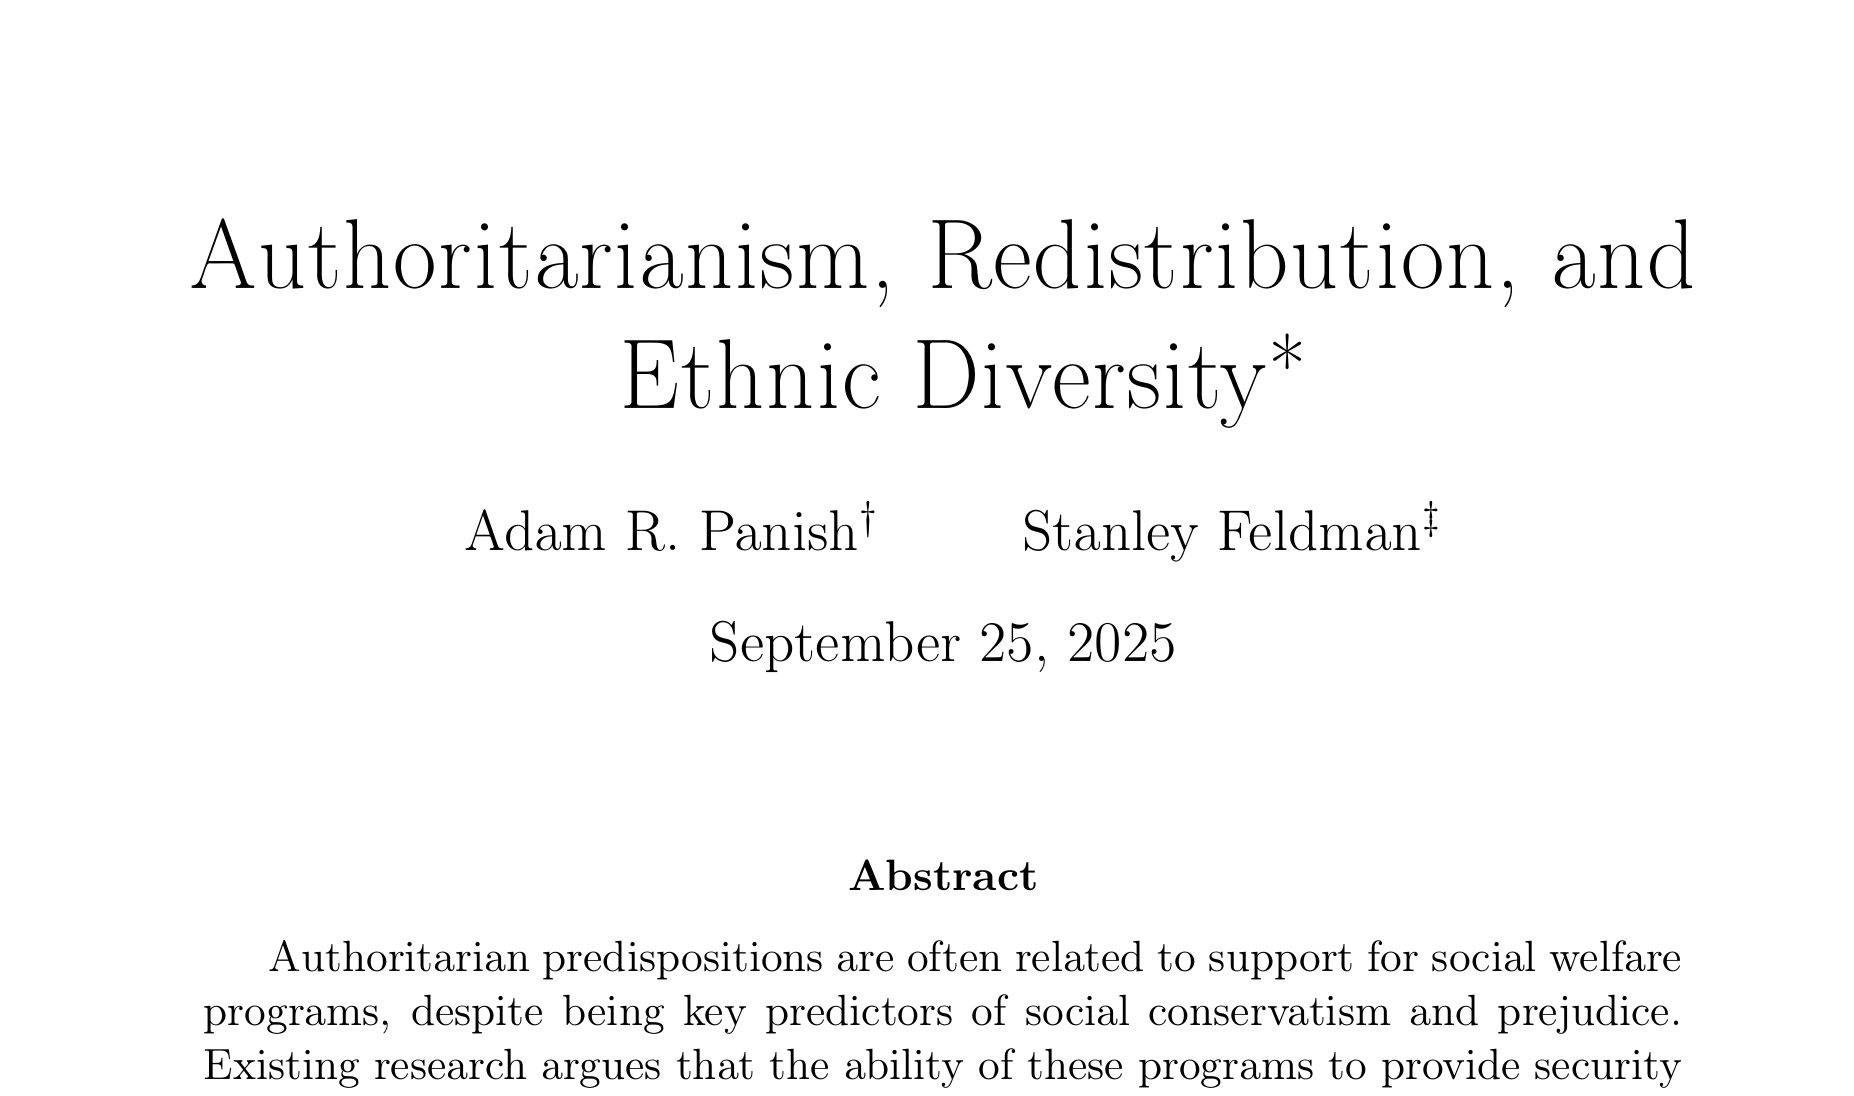 Authoritarianism, Redistribution, and
Ethnic Diversity*
Adam R. Panish† Stanley Feldman‡
September 25, 2025
Abstract
Authoritarian predispositions are often related to support for social welfare
programs, despite being key predictors of social conservatism and prejudice.
Existing research argues that the ability of these programs to provide security